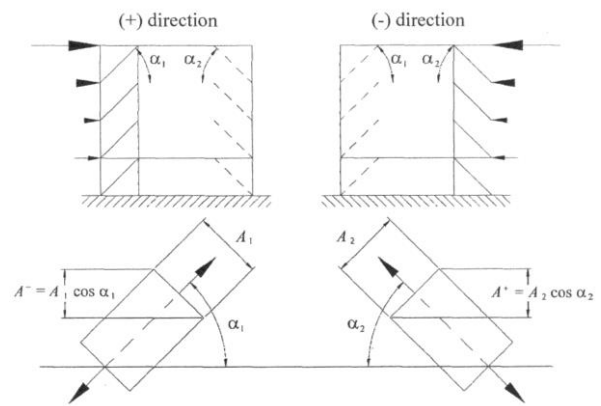 (+) direction
(-) direction
α₁ α₂
α₁ α₂
A₁
A₂
A⁻ = A₁ cos α₁
A⁺ = A₂ cos α₂
α₁
α₂